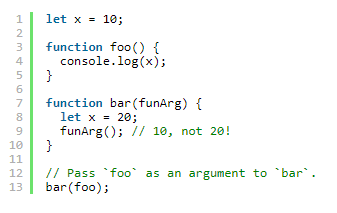 1 let x = 10;
2
3 function foo() {
4   console.log(x);
5 }
6
7 function bar(funArg) {
8   let x = 20;
9   funArg(); // 10, not 20!
10 }
11
12 // Pass `foo` as an argument to `bar`.
13 bar(foo);